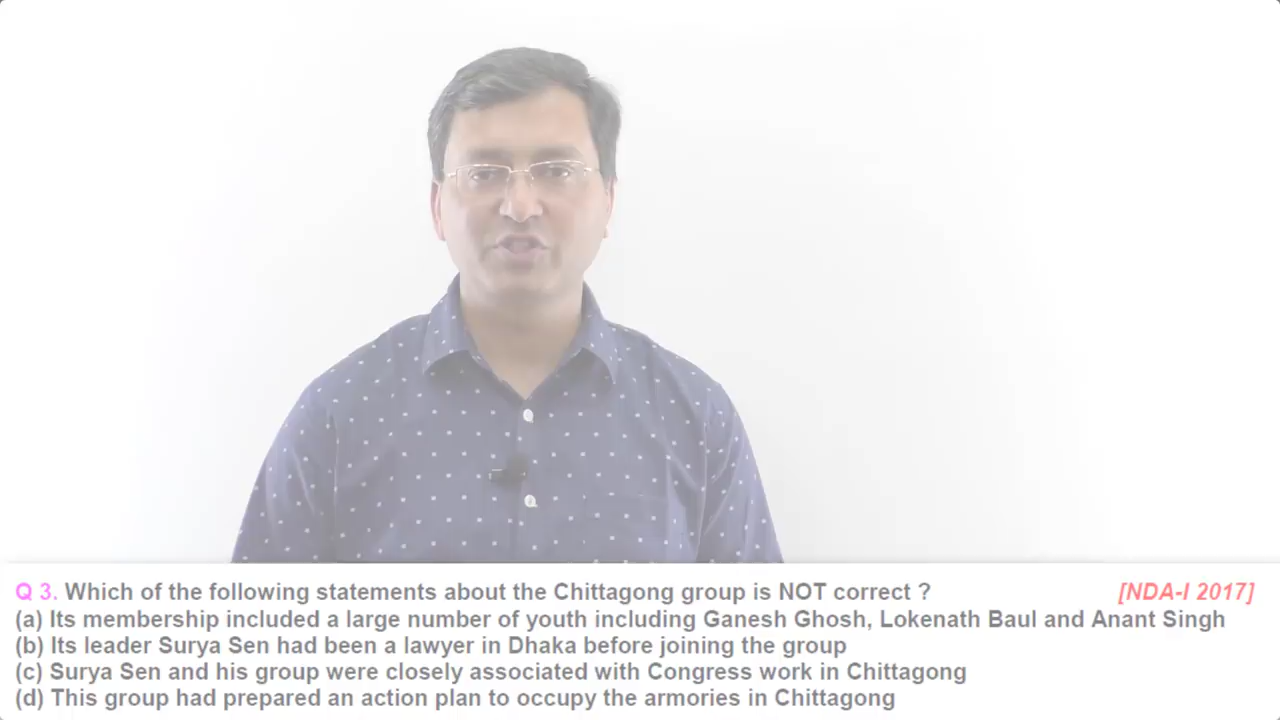 Q 3. Which of the following statements about the Chittagong group is NOT correct ? [NDA-I 2017]
(a) Its membership included a large number of youth including Ganesh Ghosh, Lokenath Baul and Anant Singh
(b) Its leader Surya Sen had been a lawyer in Dhaka before joining the group
(c) Surya Sen and his group were closely associated with Congress work in Chittagong
(d) This group had prepared an action plan to occupy the armories in Chittagong